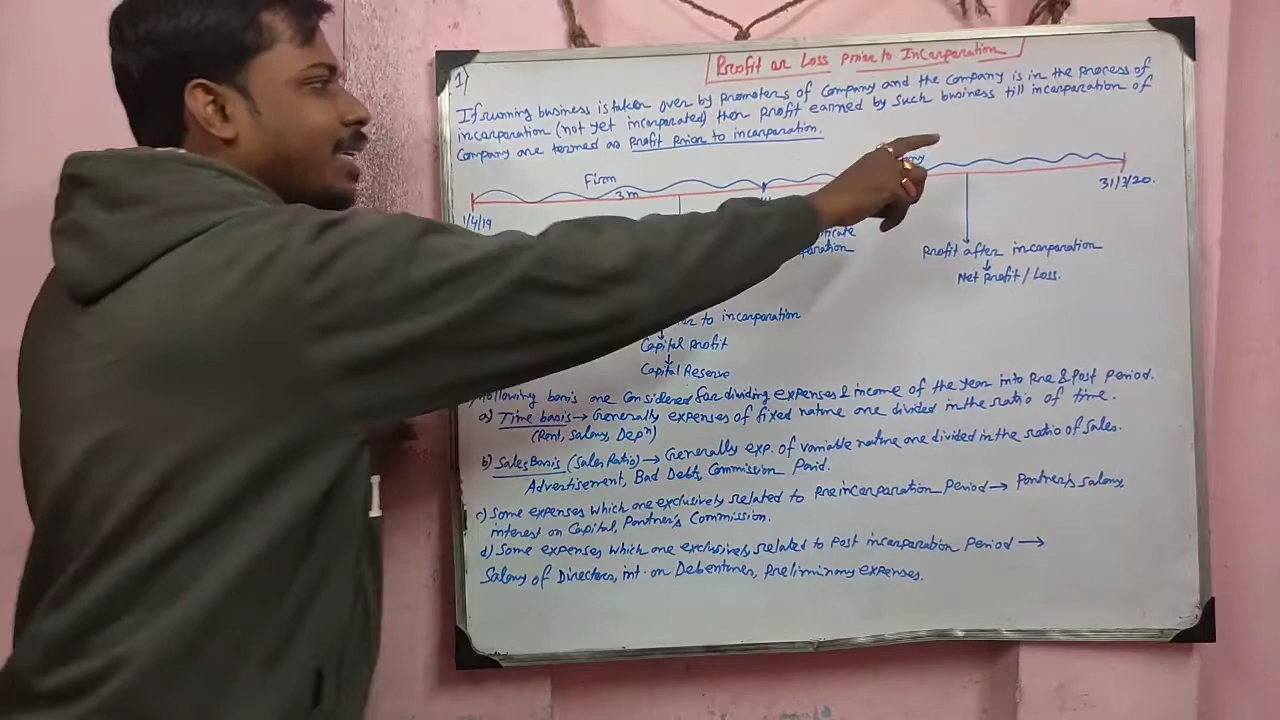 Profit or Loss prior to Incorporation
1)
If running business is taken over by promoters of Company and the Company is in the process of
incorporation (not yet incorporated) then profit earned by such business till incorporation of
Company are termed as profit prior to incorporation.
Firm
3m
1/4/19
31/3/20.
Profit after incorporation
Net Profit / Loss.
to incorporation
Capital Profit
Capital Reserve
following basis are Considered for dividing expenses & income of the year into Pre & Post Period.
a) Time basis → Generally expenses of fixed nature are divided in the ratio of time.
(Rent, Salary, Depn)
b) Sales Basis (Sales Ratio) → Generally exp. of variable nature are divided in the ratio of sales.
Advertisement, Bad Debts, Commission Paid.
c) Some expenses which are exclusively related to preincorporation Period → Partner's salary,
interest on Capital, Partner's Commission.
d) Some expenses which are exclusively related to Post incorporation Period →
Salary of Directors, int. on Debentures, preliminary expenses.